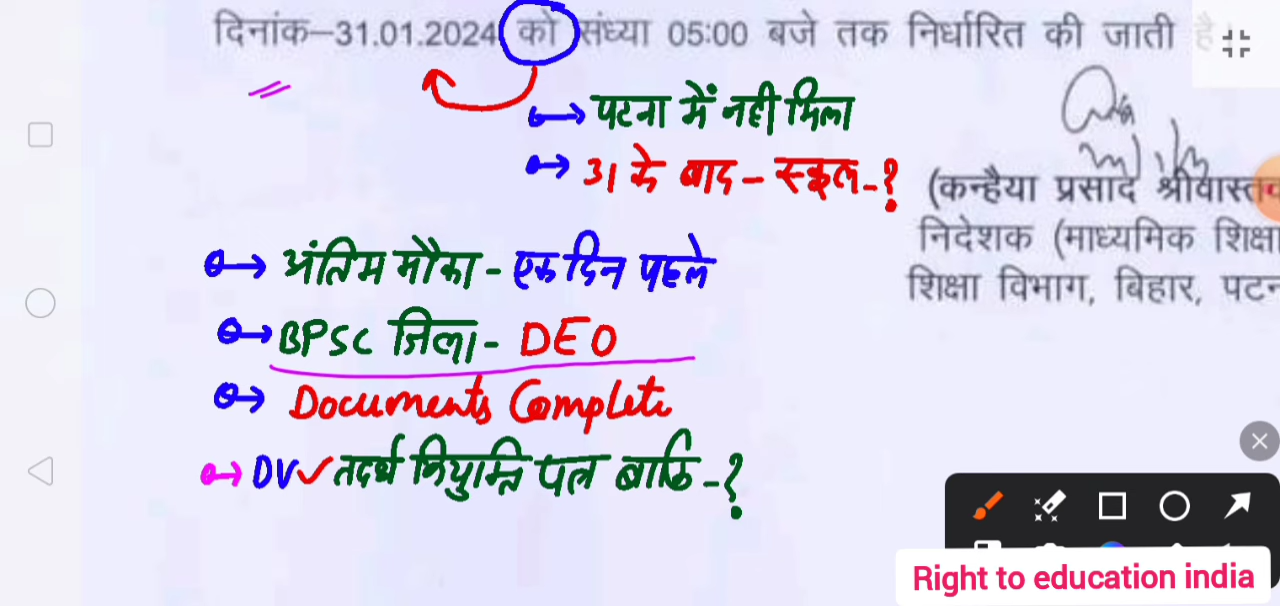 दिनांक–31.01.2024 को संध्या 05:00 बजे तक निर्धारित की जाती है।
पटना में नही मिला
31 के बाद – स्कूल -?
(कन्हैया प्रसाद श्रीवास्तव
निदेशक (माध्यमिक शिक्षा
शिक्षा विभाग, बिहार, पटन
अंतिम मौका - एक दिन पहले
BPSC जिला - DEO
Documents Complete
DV✓ तदर्थ नियुक्ति पत्र बाकि -?
Right to education india